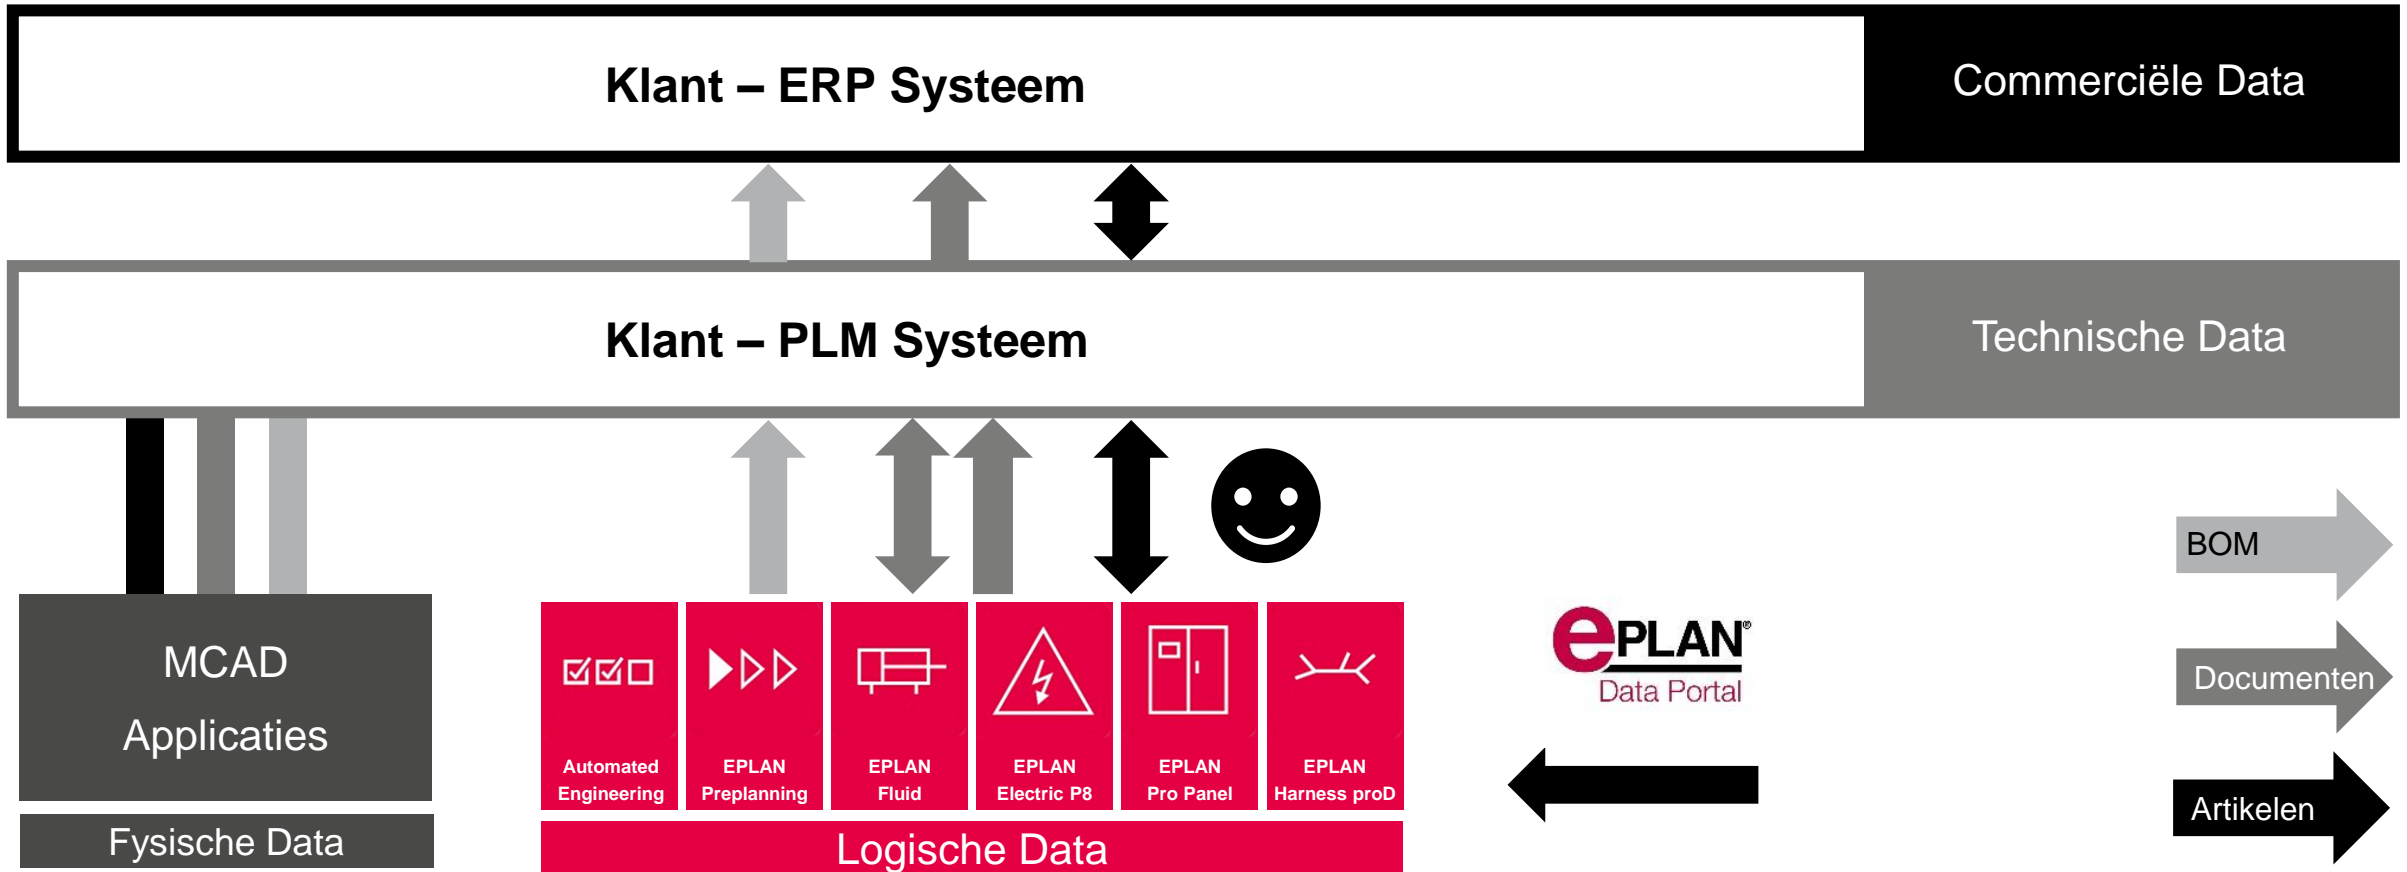 Klant – ERP Systeem
Commerciële Data
Klant – PLM Systeem
Technische Data
BOM
Documenten
Artikelen
MCAD
Applicaties
Fysische Data
Automated
Engineering
EPLAN
Preplanning
EPLAN
Fluid
EPLAN
Electric P8
EPLAN
Pro Panel
EPLAN
Harness proD
Logische Data
ePLAN®
Data Portal